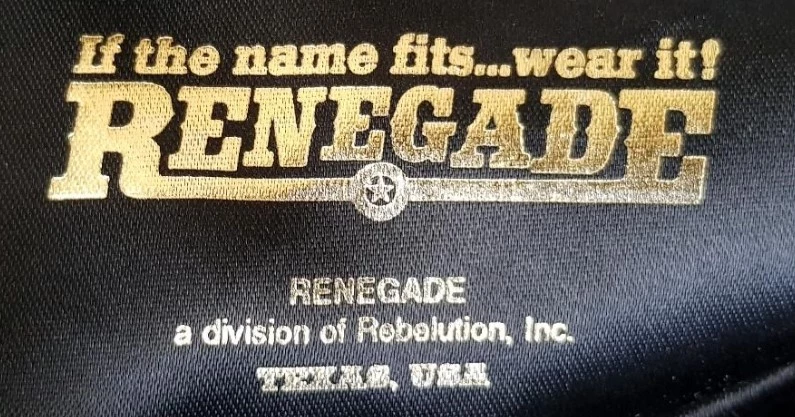 If the name fits...wear it!
RENEGADE
RENEGADE
a division of Rebelution, Inc.
TEXAS, USA